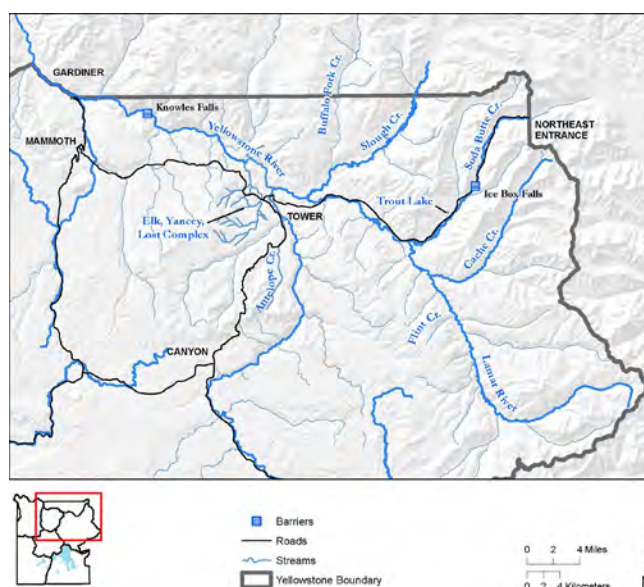 GARDINER
Knowles Falls
Buffalo Fork Cr.
Slough Cr.
Soda Butte Cr.
NORTHEAST
ENTRANCE
MAMMOTH
Yellowstone River
Ice Box Falls
Trout Lake
Elk, Yancey,
Lost Complex
TOWER
Cache Cr.
Antelope Cr.
Flint Cr.
CANYON
Lamar River
Barriers
Roads
Streams
Yellowstone Boundary
0 2 4 Miles
0 2 4 Kilometers